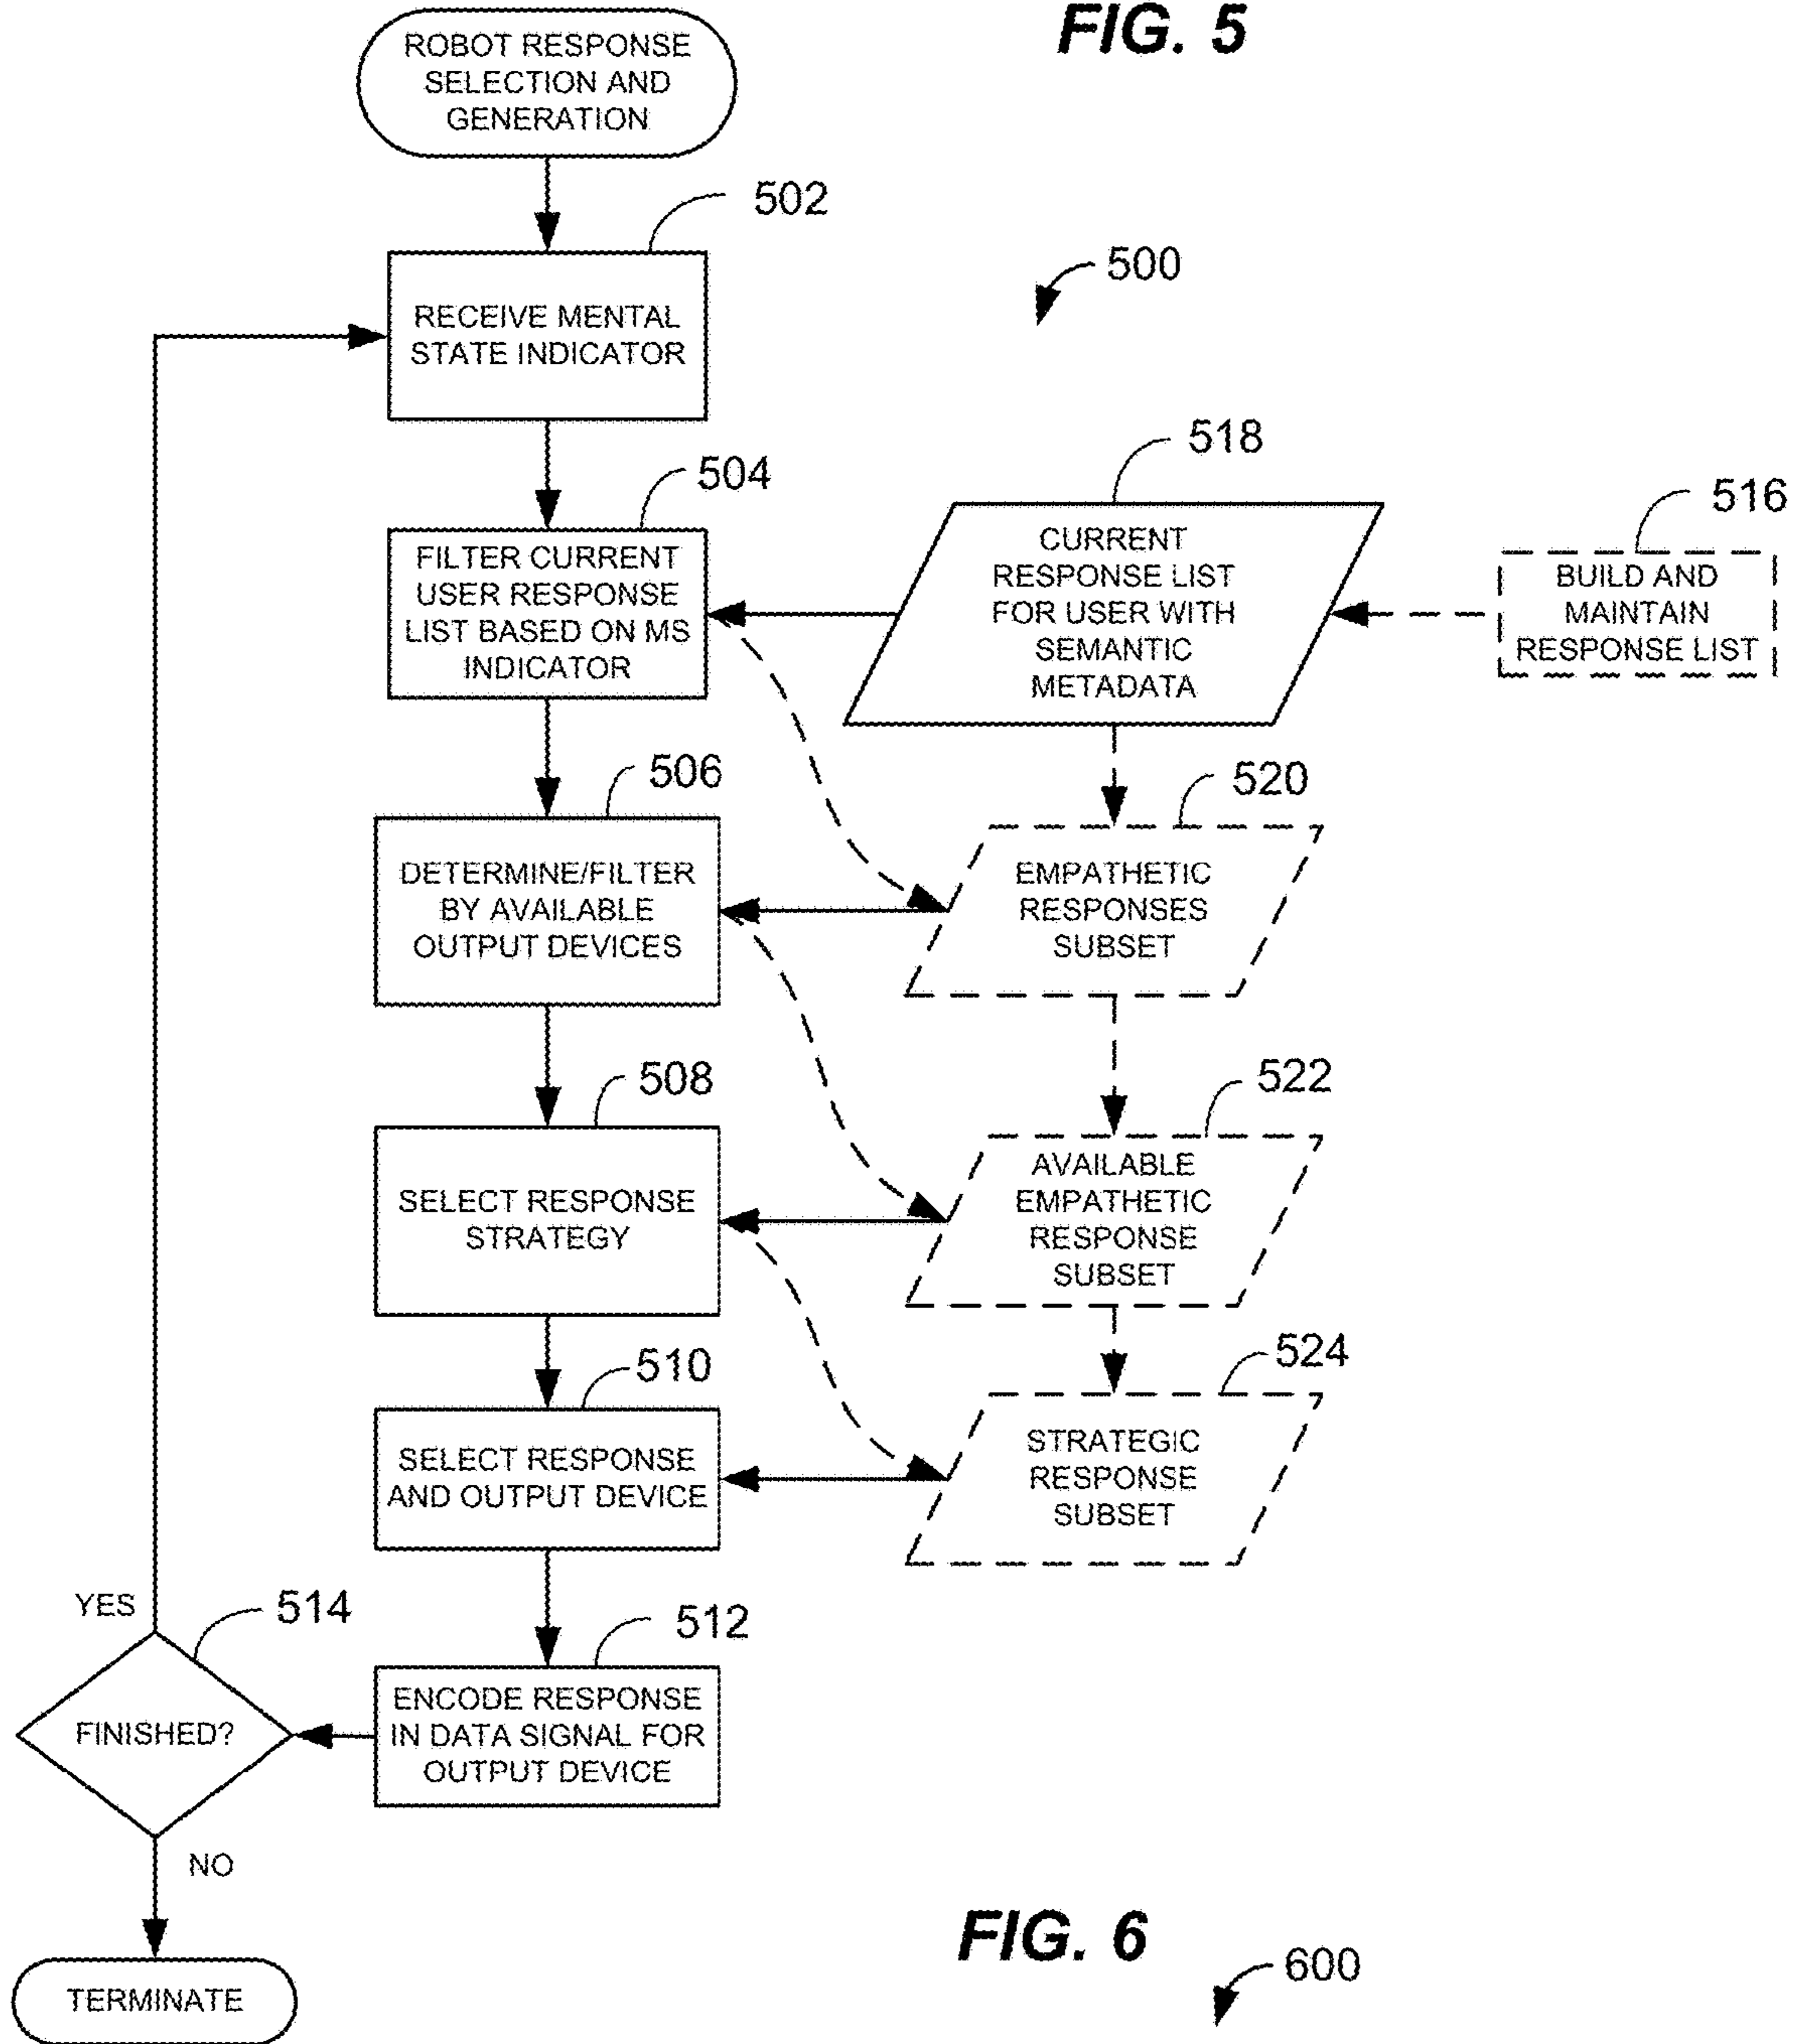 FIG. 5
ROBOT RESPONSE
SELECTION AND
GENERATION
502
RECEIVE MENTAL
STATE INDICATOR
500
504
FILTER CURRENT
USER RESPONSE
LIST BASED ON MS
INDICATOR
518
CURRENT
RESPONSE LIST
FOR USER WITH
SEMANTIC
METADATA
516
BUILD AND
MAINTAIN
RESPONSE LIST
506
DETERMINE/FILTER
BY AVAILABLE
OUTPUT DEVICES
520
EMPATHETIC
RESPONSES
SUBSET
508
SELECT RESPONSE
STRATEGY
522
AVAILABLE
EMPATHETIC
RESPONSE
SUBSET
510
SELECT RESPONSE
AND OUTPUT DEVICE
524
STRATEGIC
RESPONSE
SUBSET
512
ENCODE RESPONSE
IN DATA SIGNAL FOR
OUTPUT DEVICE
YES
514
FINISHED?
NO
TERMINATE
FIG. 6
600